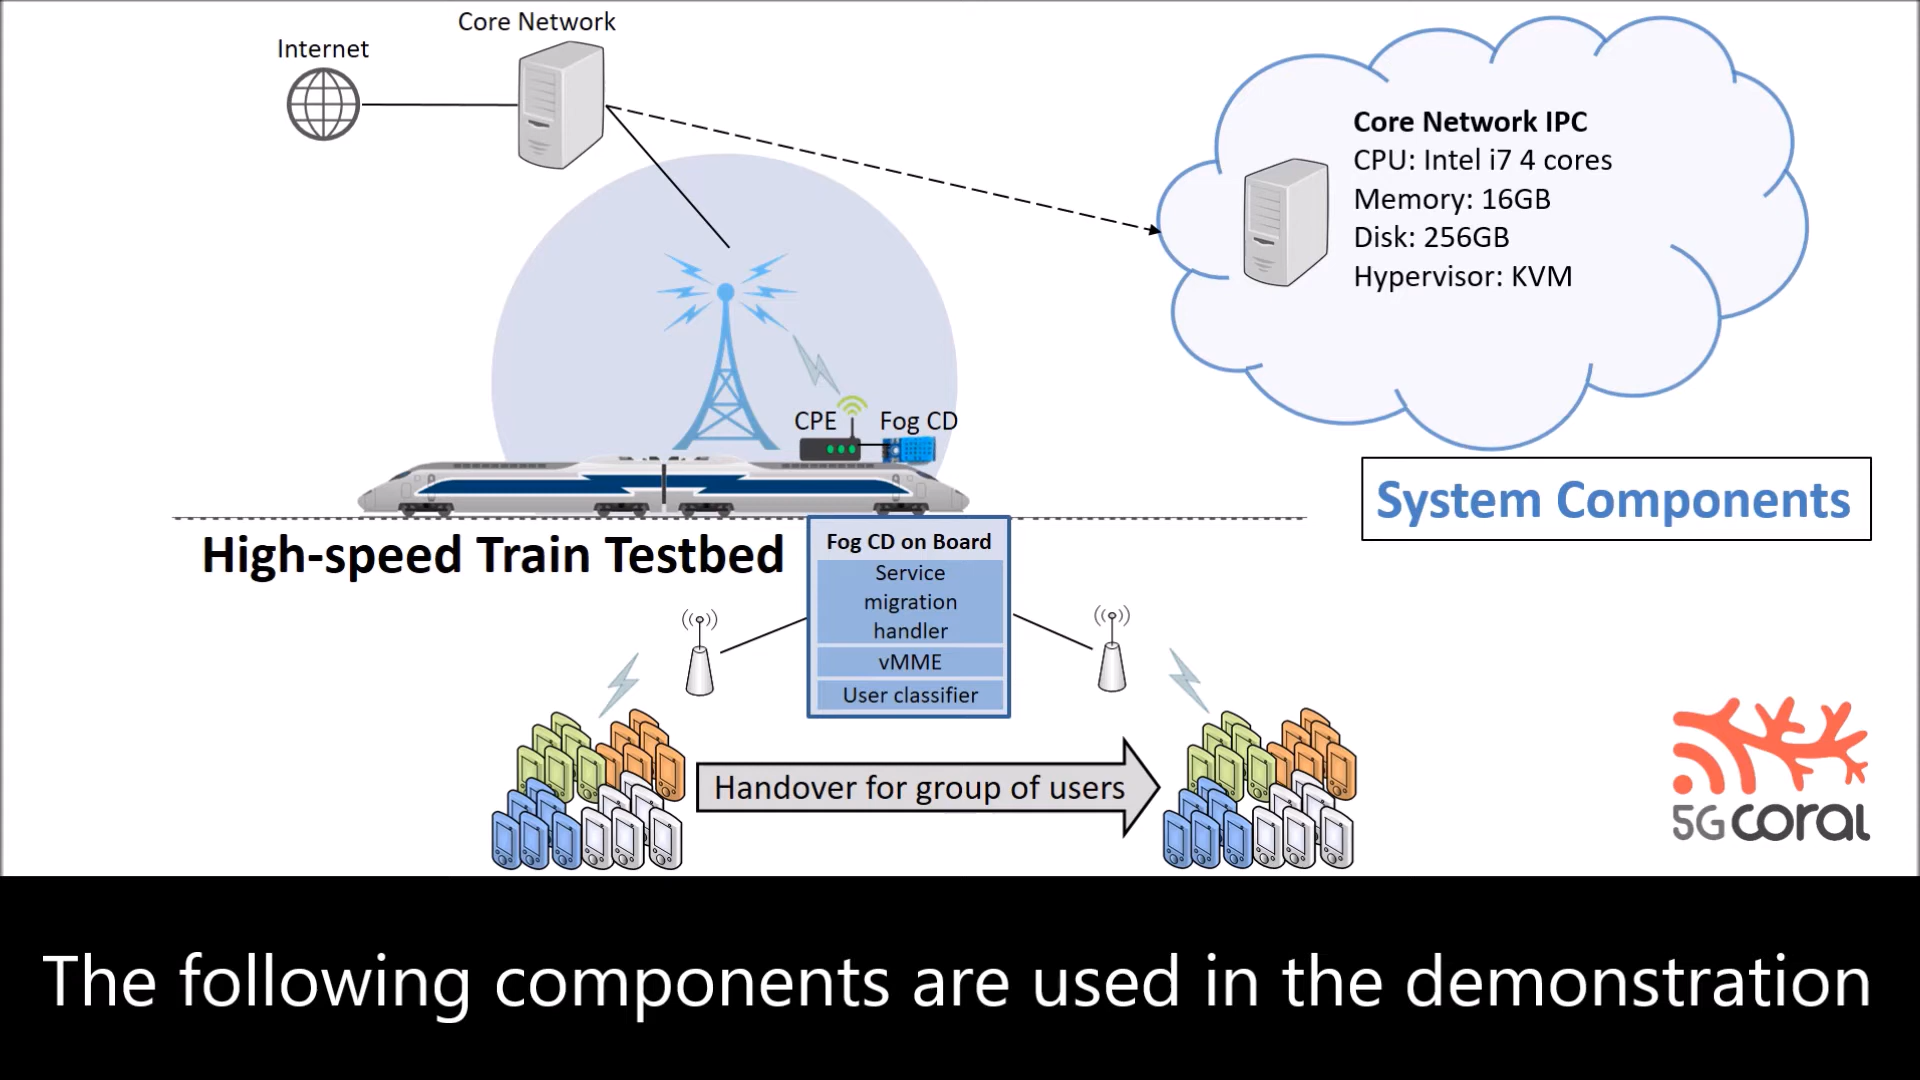 Core Network
Internet
Core Network IPC
CPU: Intel i7 4 cores
Memory: 16GB
Disk: 256GB
Hypervisor: KVM
CPE
Fog CD
System Components
High-speed Train Testbed
Fog CD on Board
Service
migration
handler
vMME
User classifier
Handover for group of users
5G coral
The following components are used in the demonstration